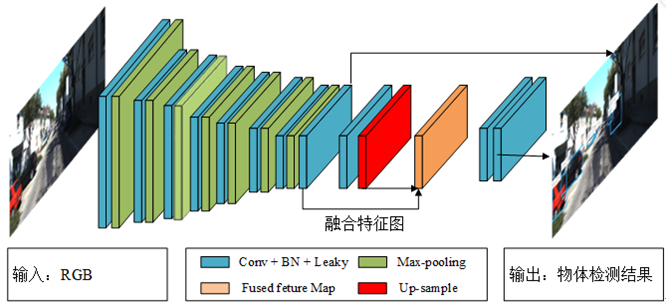 融合特征图
输入：RGB
Conv + BN + Leaky
Max-pooling
Fused feture Map
Up-sample
输出：物体检测结果